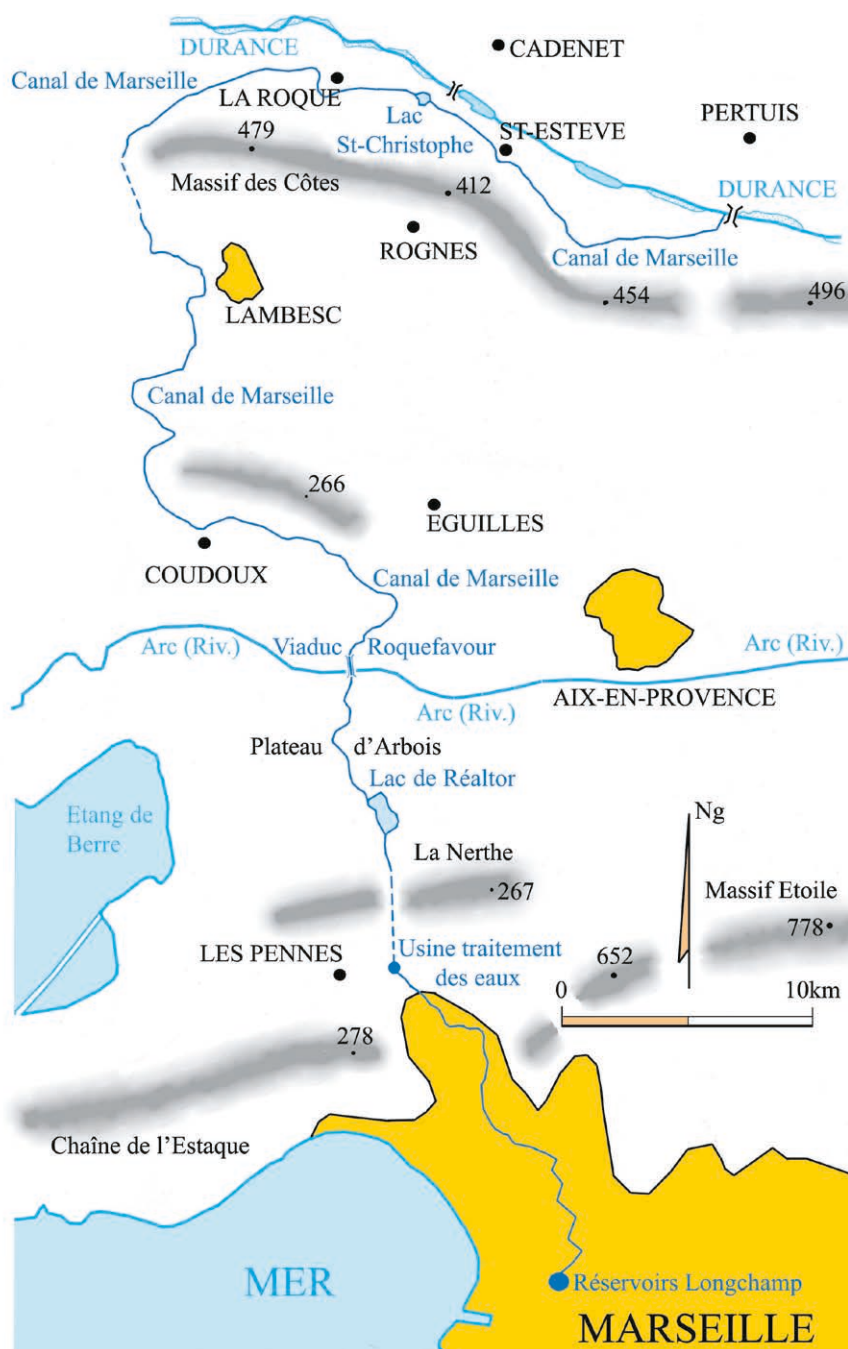 DURANCE
CADENET
Canal de Marseille
LA ROQUE
Lac
St-Christophe
ST-ESTEVE
PERTUIS
479
Massif des Côtes
412
DURANCE
ROGNES
Canal de Marseille
LAMBESC
454
496
Canal de Marseille
266
EGUILLES
COUDOUX
Canal de Marseille
Arc (Riv.)
Viaduc Roquefavour
Arc (Riv.)
Arc (Riv.)
AIX-EN-PROVENCE
Plateau d'Arbois
Lac de Réaltor
Etang de
Berre
Ng
La Nerthe
267
Massif Etoile
778
LES PENNES
Usine traitement
des eaux
652
0 10km
278
Chaîne de l'Estaque
MER
Réservoirs Longchamp
MARSEILLE